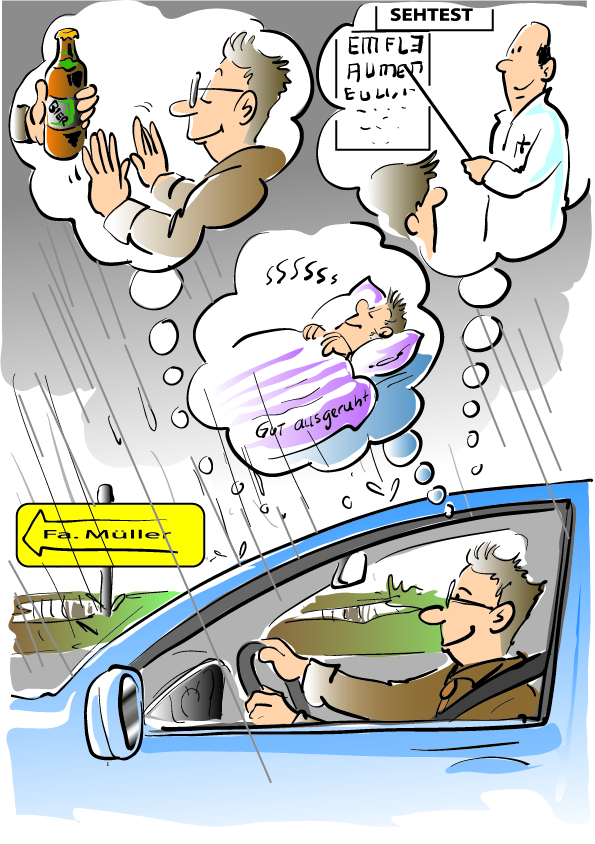 SEHTEST
EMFLE
AUMEN
BIER
SSSSSS
Gut ausgeruht
Fa. Müller